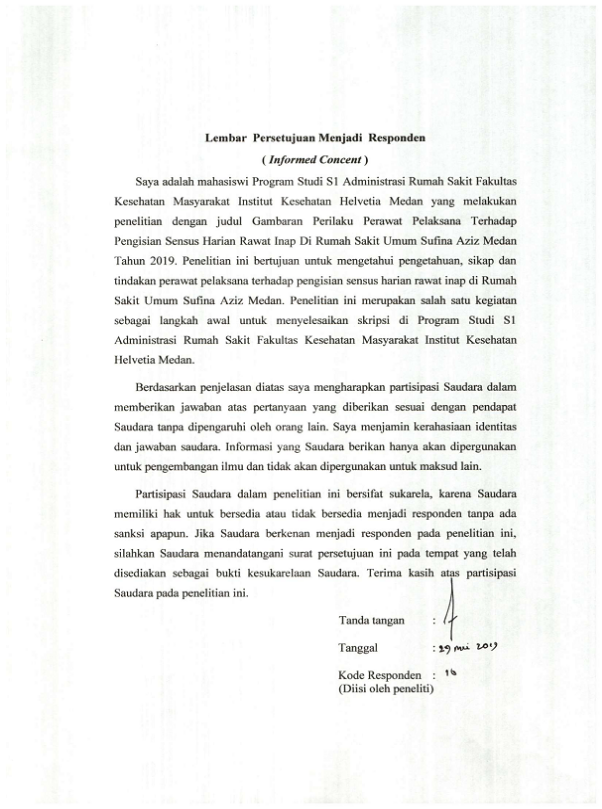 Lembar Persetujuan Menjadi Responden
( Informed Concent )
Saya adalah mahasiswi Program Studi S1 Administrasi Rumah Sakit Fakultas
Kesehatan Masyarakat Institut Kesehatan Helvetia Medan yang melakukan
penelitian dengan judul Gambaran Perilaku Perawat Pelaksana Terhadap
Pengisian Sensus Harian Rawat Inap Di Rumah Sakit Umum Sufina Aziz Medan
Tahun 2019. Penelitian ini bertujuan untuk mengetahui pengetahuan, sikap dan
tindakan perawat pelaksana terhadap pengisian sensus harian rawat inap di Rumah
Sakit Umum Sufina Aziz Medan. Penelitian ini merupakan salah satu kegiatan
sebagai langkah awal untuk menyelesaikan skripsi di Program Studi S1
Administrasi Rumah Sakit Fakultas Kesehatan Masyarakat Institut Kesehatan
Helvetia Medan.
Berdasarkan penjelasan diatas saya mengharapkan partisipasi Saudara dalam
memberikan jawaban atas pertanyaan yang diberikan sesuai dengan pendapat
Saudara tanpa dipengaruhi oleh orang lain. Saya menjamin kerahasiaan identitas
dan jawaban saudara. Informasi yang Saudara berikan hanya akan dipergunakan
untuk pengembangan ilmu dan tidak akan dipergunakan untuk maksud lain.
Partisipasi Saudara dalam penelitian ini bersifat sukarela, karena Saudara
memiliki hak untuk bersedia atau tidak bersedia menjadi responden tanpa ada
sanksi apapun. Jika Saudara berkenan menjadi responden pada penelitian ini,
silahkan Saudara menandatangani surat persetujuan ini pada tempat yang telah
disediakan sebagai bukti kesukarelaan Saudara. Terima kasih atas partisipasi
Saudara pada penelitian ini.
Tanda tangan :
Tanggal : 29 mei 2019
Kode Responden :
(Diisi oleh peneliti)